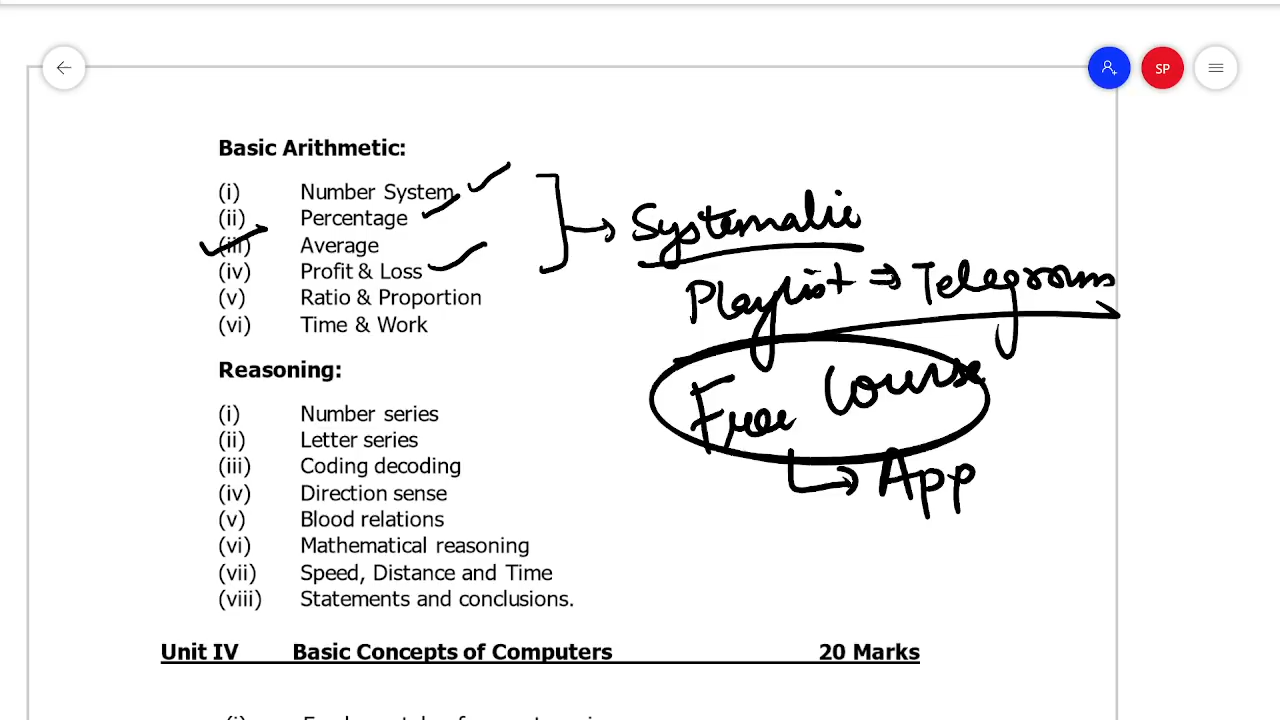 SP
Basic Arithmetic:
(i) Number System
(ii) Percentage
(iii) Average
(iv) Profit & Loss
(v) Ratio & Proportion
(vi) Time & Work
Systematic
Playlist ⇒ Telegram
Free Course
App
Reasoning:
(i) Number series
(ii) Letter series
(iii) Coding decoding
(iv) Direction sense
(v) Blood relations
(vi) Mathematical reasoning
(vii) Speed, Distance and Time
(viii) Statements and conclusions.
Unit IV Basic Concepts of Computers 20 Marks